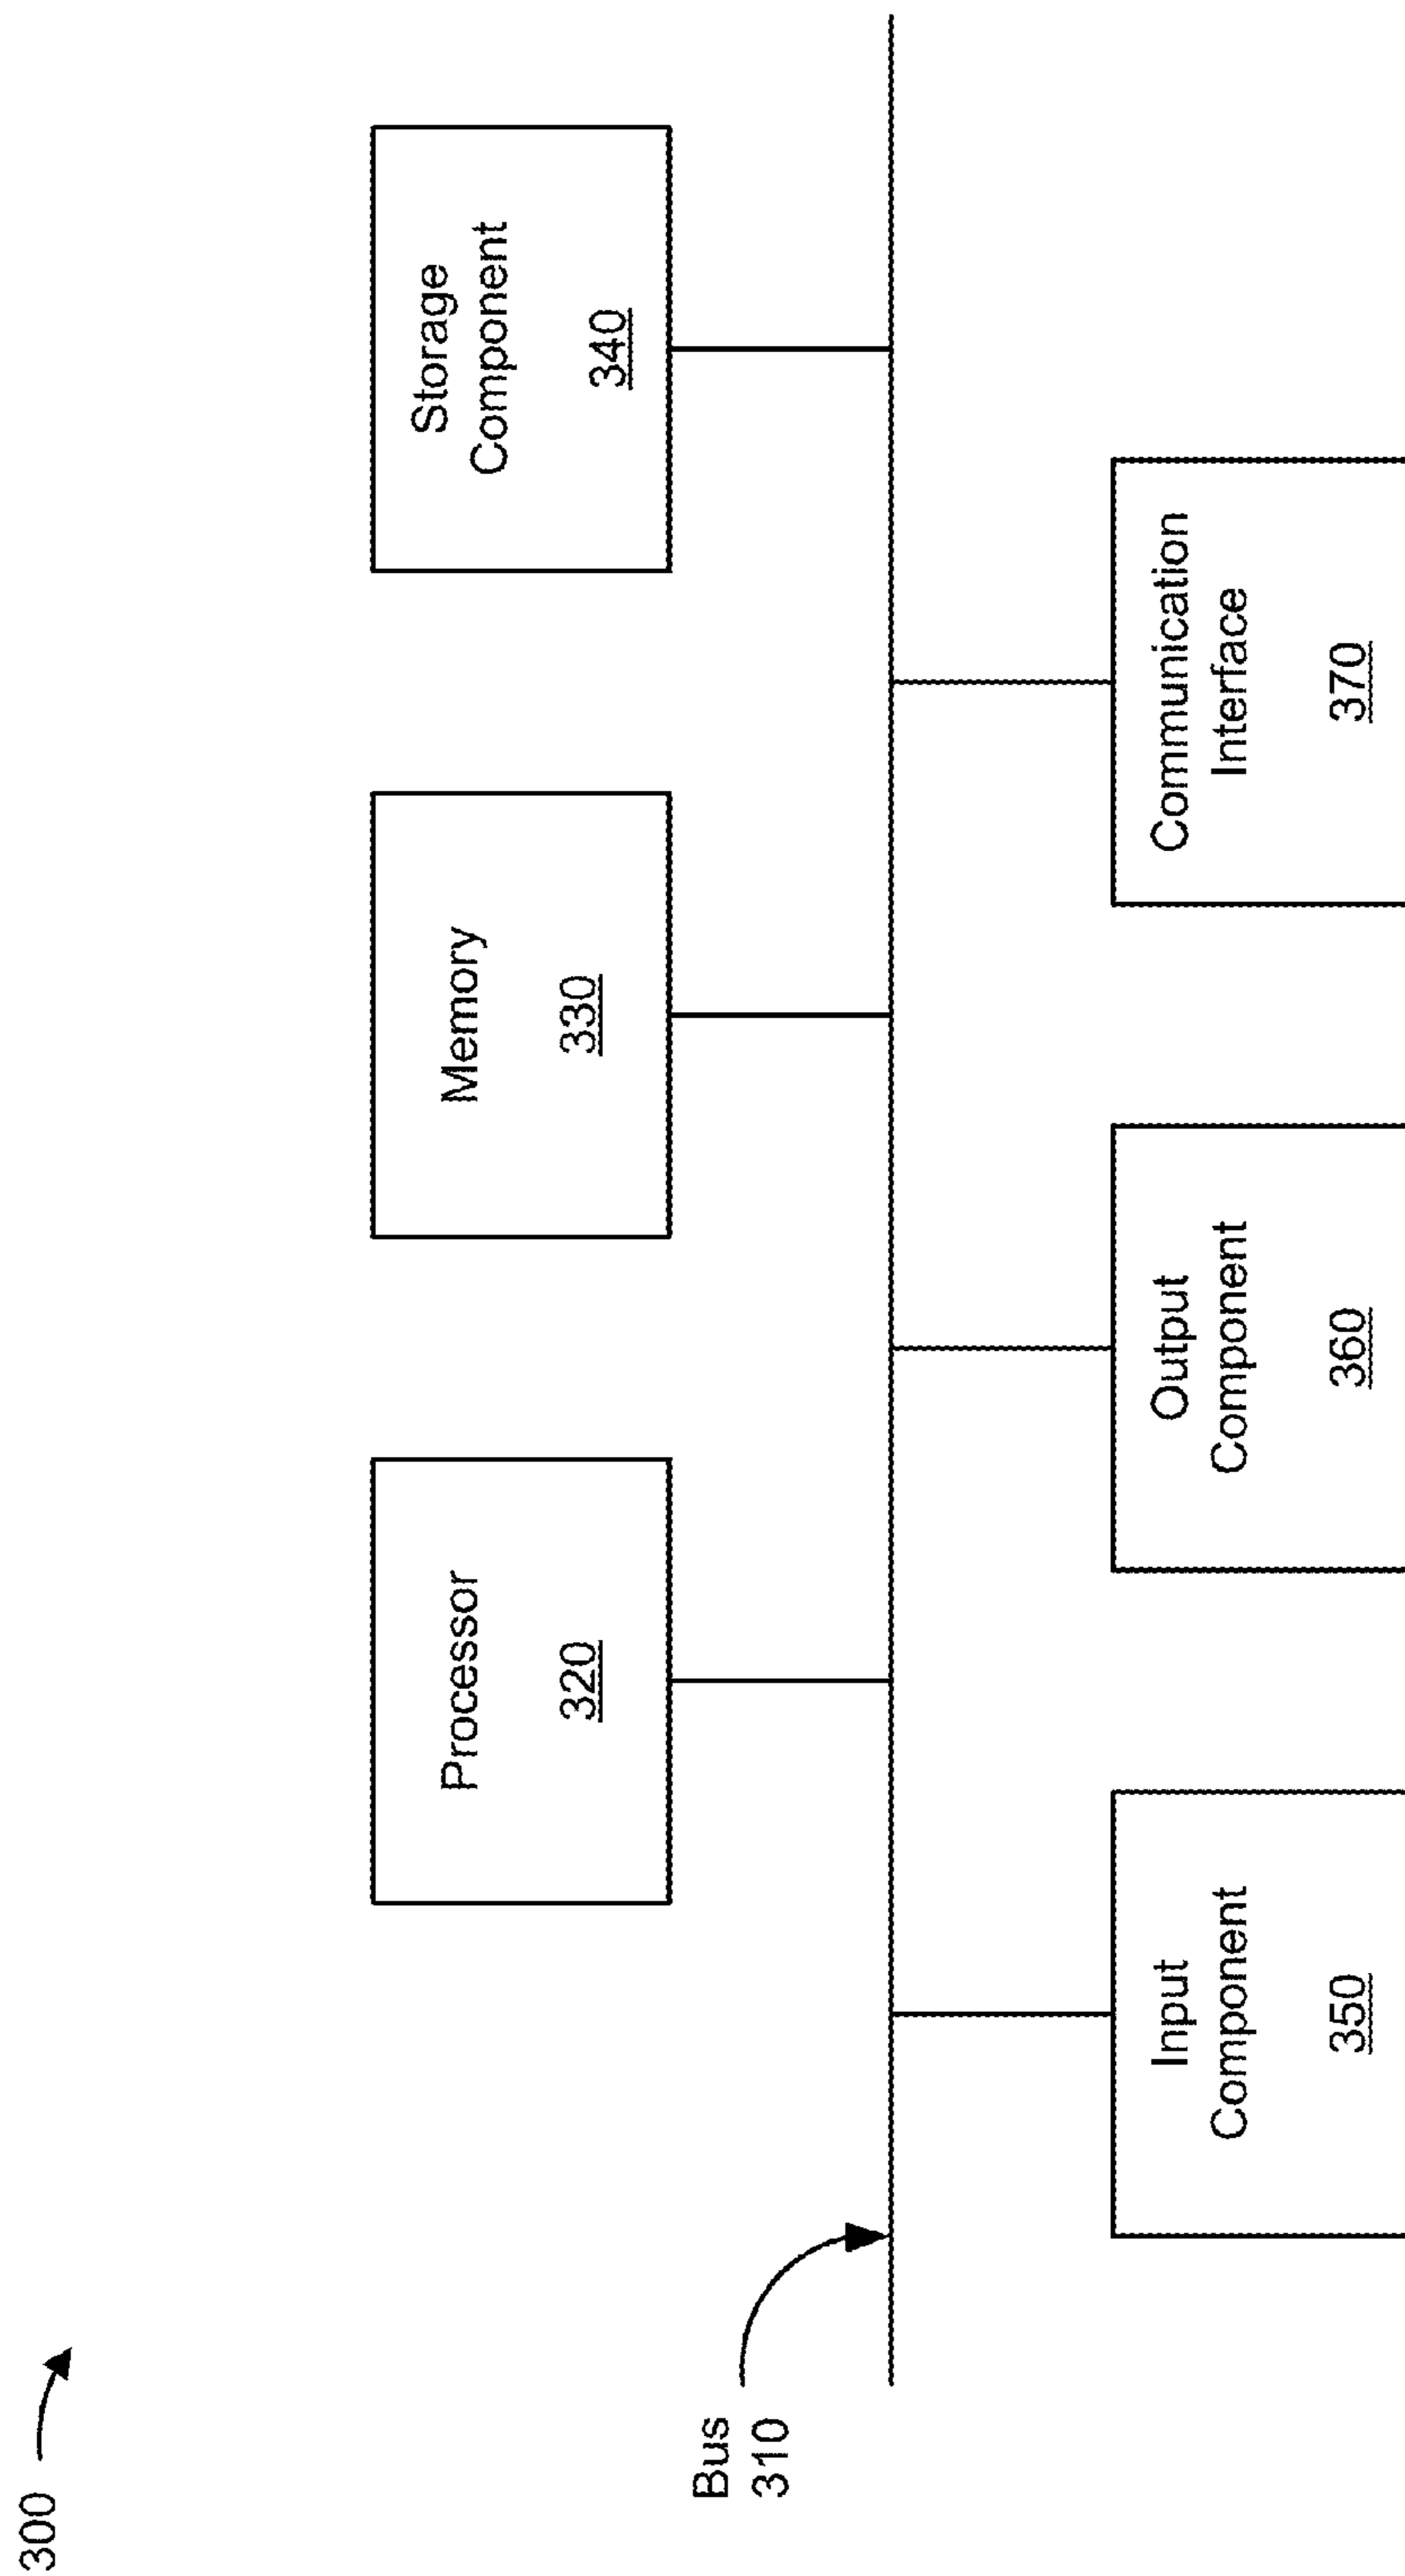 300
Bus
310
Processor
320
Memory
330
Storage
Component
340
Input
Component
350
Output
Component
360
Communication
Interface
370